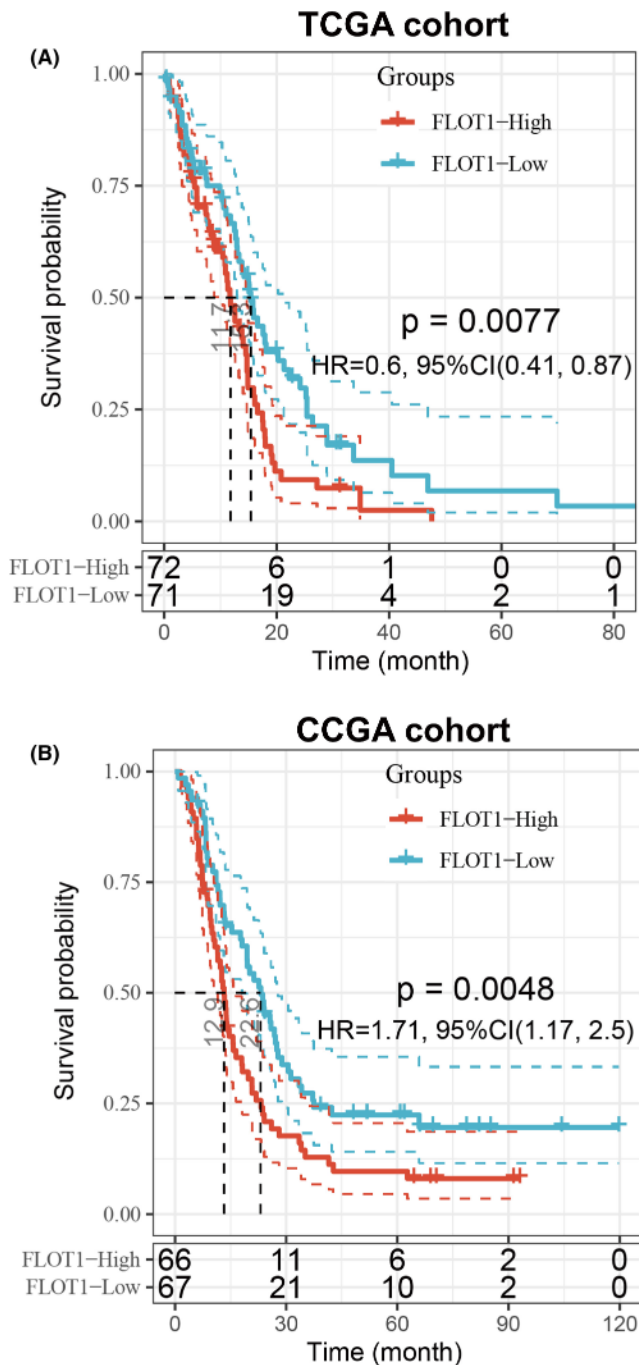 TCGA cohort
(A)
Groups
FLOT1-High
FLOT1-Low
Survival probability
1.00
0.75
0.50
0.25
0.00
11.7
p = 0.0077
HR=0.6, 95%CI(0.41, 0.87)
FLOT1-High 72 6 1 0 0
FLOT1-Low 71 19 4 2 1
0 20 40 60 80
Time (month)
CCGA cohort
(B)
Groups
FLOT1-High
FLOT1-Low
Survival probability
1.00
0.75
0.50
0.25
0.00
12.9
22.6
p = 0.0048
HR=1.71, 95%CI(1.17, 2.5)
FLOT1-High 66 11 6 2 0
FLOT1-Low 67 21 10 2 0
0 30 60 90 120
Time (month)